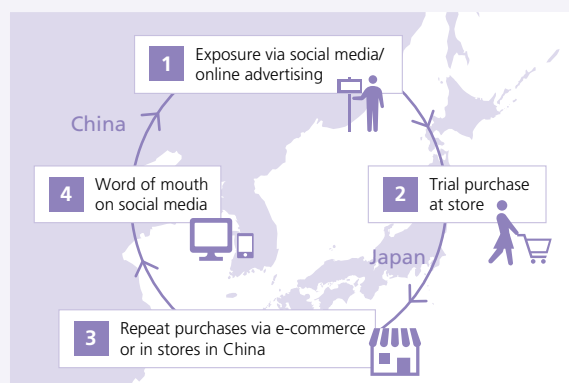 1 Exposure via social media/
online advertising
China
4 Word of mouth
on social media
2 Trial purchase
at store
Japan
3 Repeat purchases via e-commerce
or in stores in China